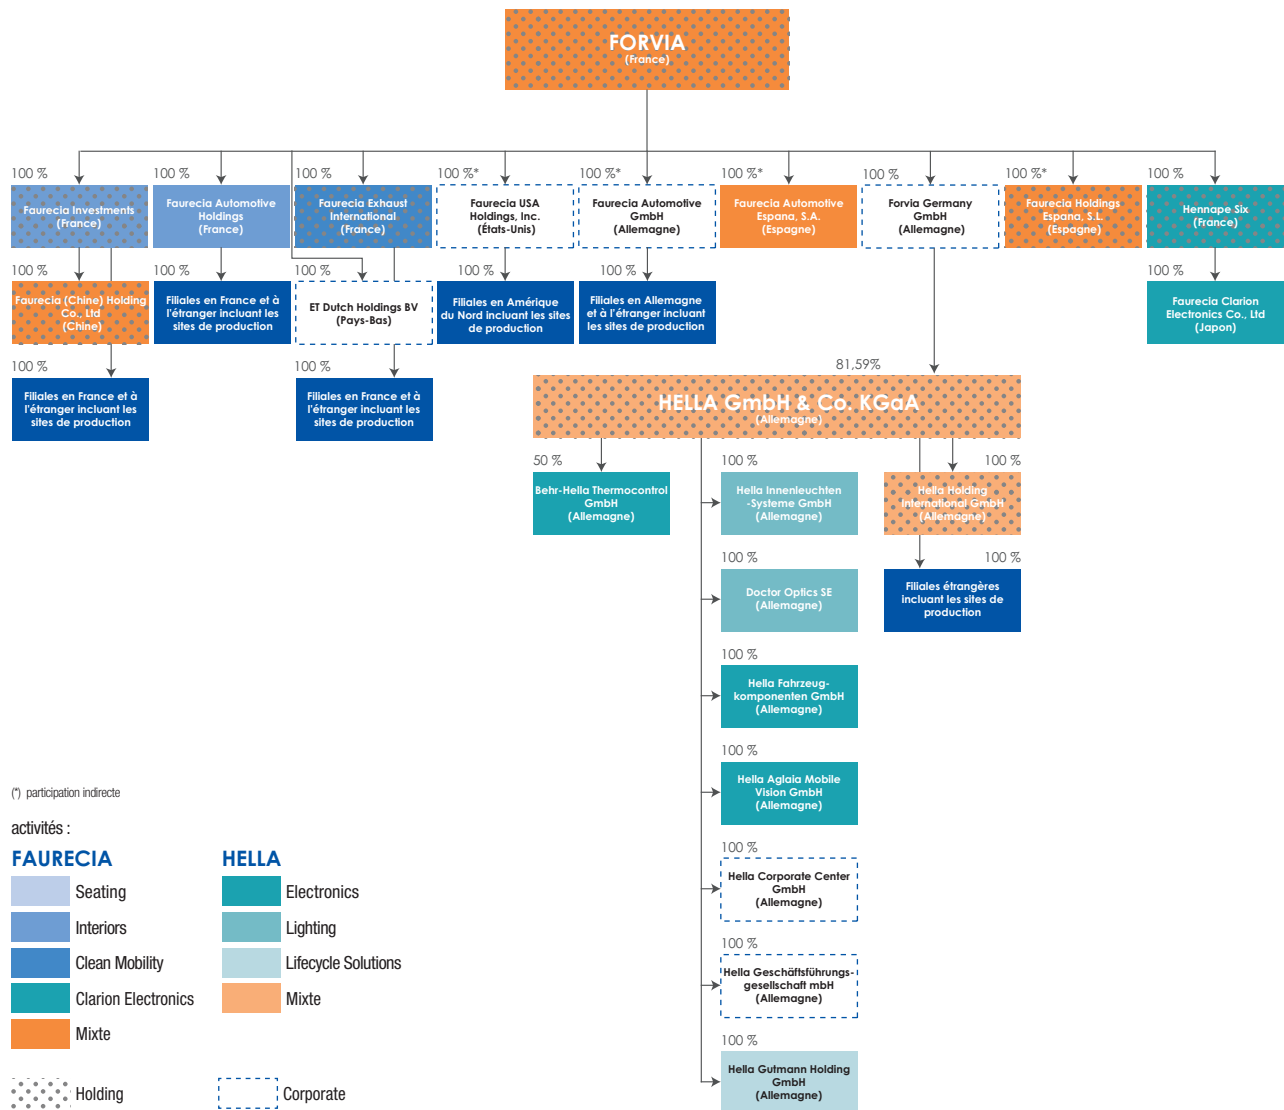 FORVIA
(France)
100 %
Faurecia Investments
(France)
100 %
Faurecia Automotive
Holdings
(France)
100 %
Faurecia Exhaust
International
(France)
100 %*
Faurecia USA
Holdings, Inc.
(États-Unis)
100 %*
Faurecia Automotive
GmbH
(Allemagne)
100 %*
Faurecia Automotive
Espana, S.A.
(Espagne)
100 %
Forvia Germany
GmbH
(Allemagne)
100 %*
Faurecia Holdings
Espana, S.L.
(Espagne)
100 %
Hennape Six
(France)
100 %
Faurecia (Chine) Holding
Co., Ltd
(Chine)
100 %
Filiales en France et à
l'étranger incluant les
sites de production
100 %
ET Dutch Holdings BV
(Pays-Bas)
100 %
Filiales en Amérique
du Nord incluant les sites
de production
100 %
Filiales en Allemagne
et à l'étranger incluant
les sites de production
100 %
Faurecia Clarion
Electronics Co., Ltd
(Japon)
100 %
Filiales en France et à
l'étranger incluant les
sites de production
100 %
Filiales en France et à
l'étranger incluant les
sites de production
81,59%
HELLA GmbH & Co. KGaA
(Allemagne)
50 %
Behr-Hella Thermocontrol
GmbH
(Allemagne)
100 %
Hella Innenleuchten
-Systeme GmbH
(Allemagne)
100 %
Hella Holding
International GmbH
(Allemagne)
100 %
Doctor Optics SE
(Allemagne)
100 %
Filiales étrangères
incluant les sites de
production
100 %
Hella Fahrzeug-
komponenten GmbH
(Allemagne)
100 %
Hella Aglaia Mobile
Vision GmbH
(Allemagne)
100 %
Hella Corporate Center
GmbH
(Allemagne)
100 %
Hella Geschäftsführungs-
gesellschaft mbH
(Allemagne)
100 %
Hella Gutmann Holding
GmbH
(Allemagne)
(*) participation indirecte
activités :
FAURECIA
Seating
Interiors
Clean Mobility
Clarion Electronics
Mixte
Holding
HELLA
Electronics
Lighting
Lifecycle Solutions
Mixte
Corporate